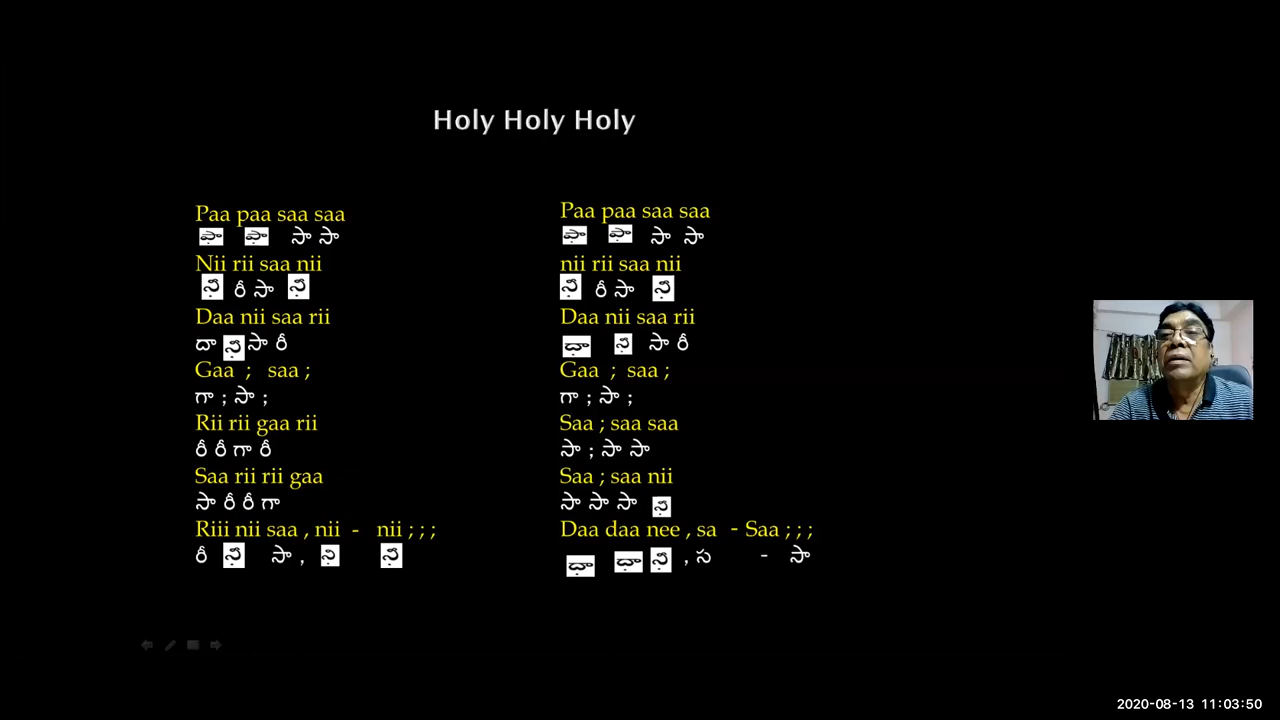 Holy Holy Holy
Paa paa saa saa
పా̣ పా̣ సా సా
Nii rii saa nii
నీ̣ రీ సా నీ̣
Daa nii saa rii
దా నీ̣ సా రీ
Gaa ; saa ;
గా ; సా ;
Rii rii gaa rii
రీ రీ గా రీ
Saa rii rii gaa
సా రీ రీ గా
Riii nii saa , nii - nii ; ; ;
రీ నీ̣ సా , ని̣ నీ̣
Paa paa saa saa
పా̣ పా̣ సా సా
nii rii saa nii
నీ̣ రీ సా నీ̣
Daa nii saa rii
దా̣ నీ̣ సా రీ
Gaa ; saa ;
గా ; సా ;
Saa ; saa saa
సా ; సా సా
Saa ; saa nii
సా సా సా నీ̣
Daa daa nee , sa - Saa ; ; ;
దా̣ దా̣ నీ̣ , స - సా
2020-08-13 11:03:50